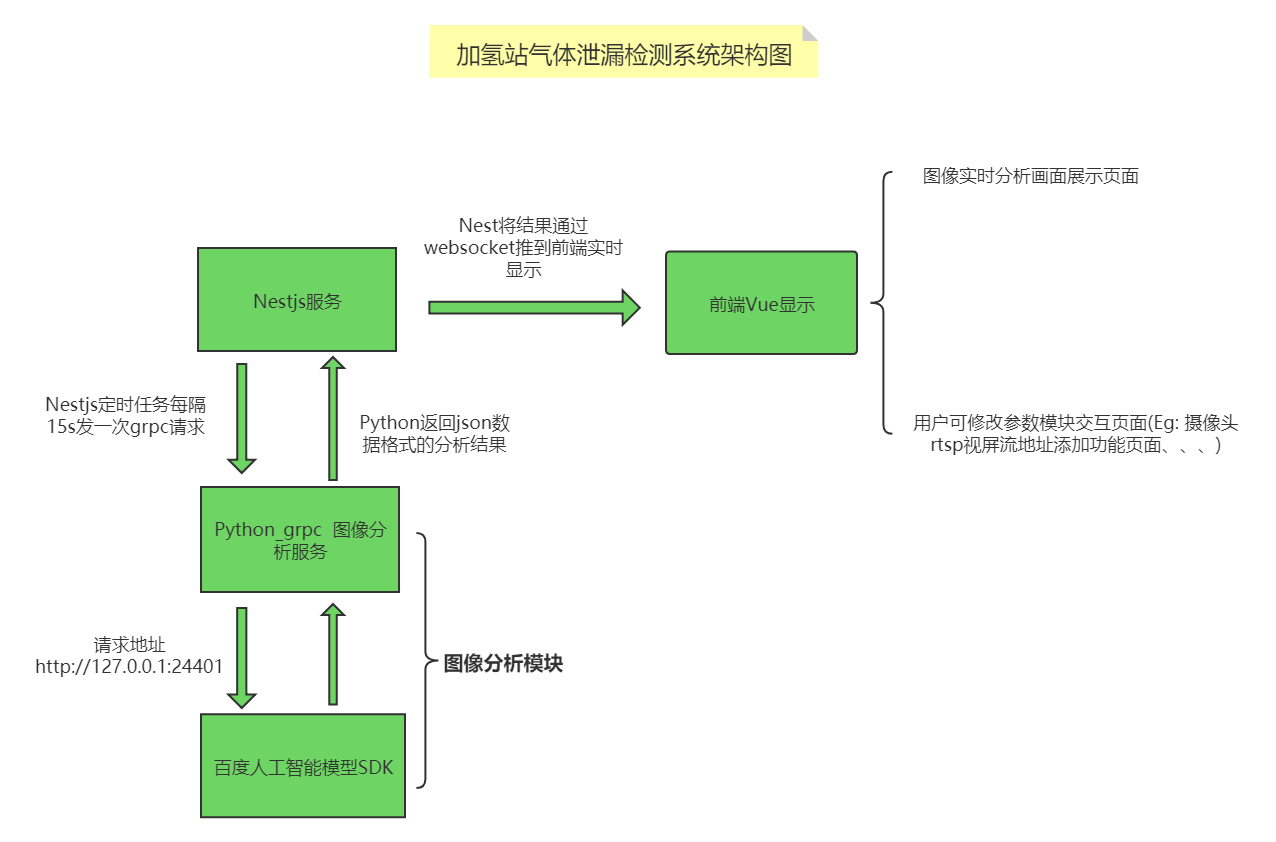 加氢站气体泄漏检测系统架构图
图像实时分析画面展示页面
Nest将结果通过
websocket推到前端实时
显示
Nestjs服务
前端Vue显示
Nestjs定时任务每隔
15s发一次grpc请求
Python返回json数
据格式的分析结果
用户可修改参数模块交互页面(Eg: 摄像头
rtsp视屏流地址添加功能页面、、、)
Python_grpc  图像分
析服务
请求地址
http://127.0.0.1:24401
图像分析模块
百度人工智能模型SDK